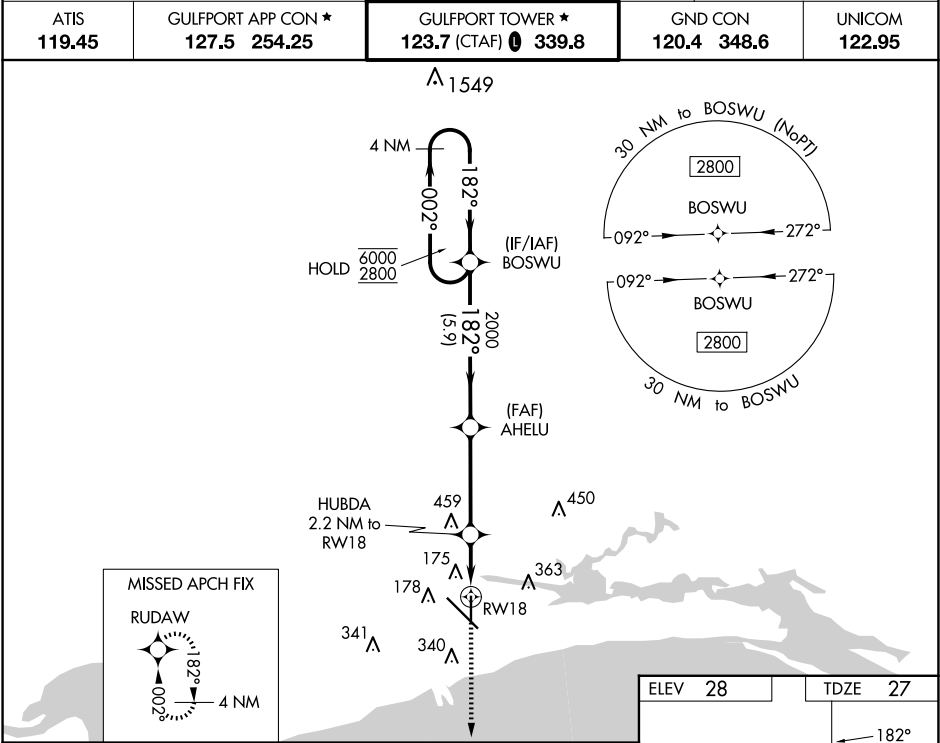 ATIS
119.45
GULFPORT APP CON ★
127.5 254.25
GULFPORT TOWER ★
123.7 (CTAF) L 339.8
GND CON
120.4 348.6
UNICOM
122.95
1549
4 NM
182°
002°
HOLD 6000
2800
(IF/IAF)
BOSWU
2000
182°
(5.9)
(FAF)
AHELU
30 NM to BOSWU (NoPT)
2800
BOSWU
092°
272°
092°
272°
BOSWU
2800
30 NM to BOSWU
HUBDA
2.2 NM to
RW18
459
450
175
178
363
RW18
341
340
MISSED APCH FIX
RUDAW
182°
002°
4 NM
ELEV 28
TDZE 27
182°